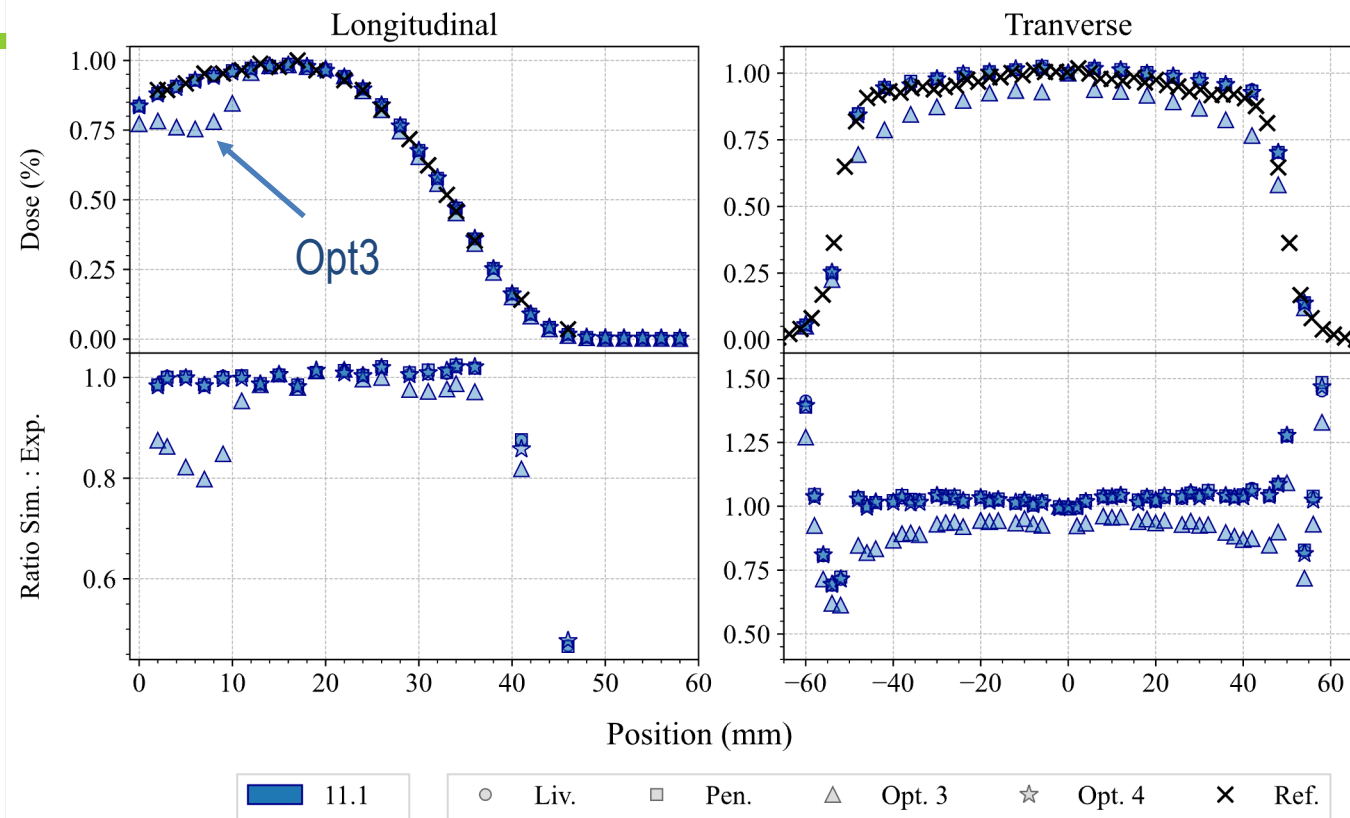 Longitudinal
Tranverse
Dose (%)
1.00
0.75
0.50
0.25
0.00
Opt3
1.00
0.75
0.50
0.25
0.00
Ratio Sim. : Exp.
1.0
0.8
0.6
0 10 20 30 40 50 60
1.50
1.25
1.00
0.75
0.50
−60 −40 −20 0 20 40 60
Position (mm)
11.1 Liv. Pen. Opt. 3 Opt. 4 Ref.